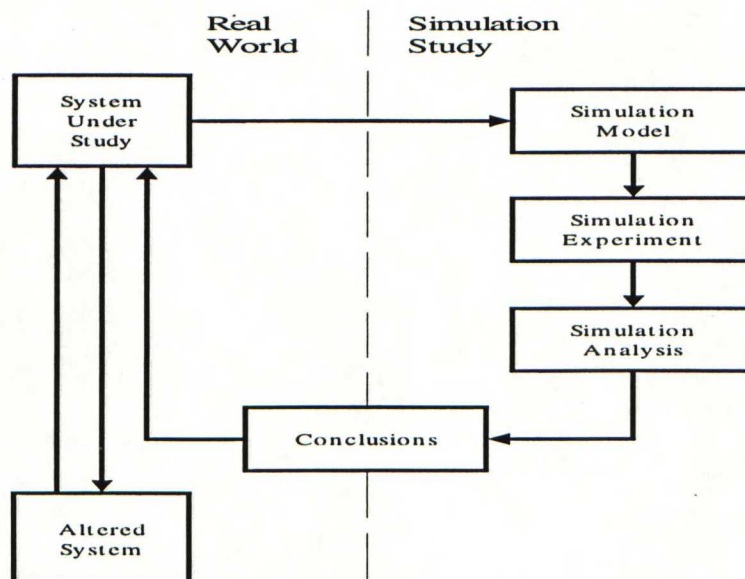 Real
World
Simulation
Study
System
Under
Study
Simulation
Model
Simulation
Experiment
Simulation
Analysis
Conclusions
Altered
System